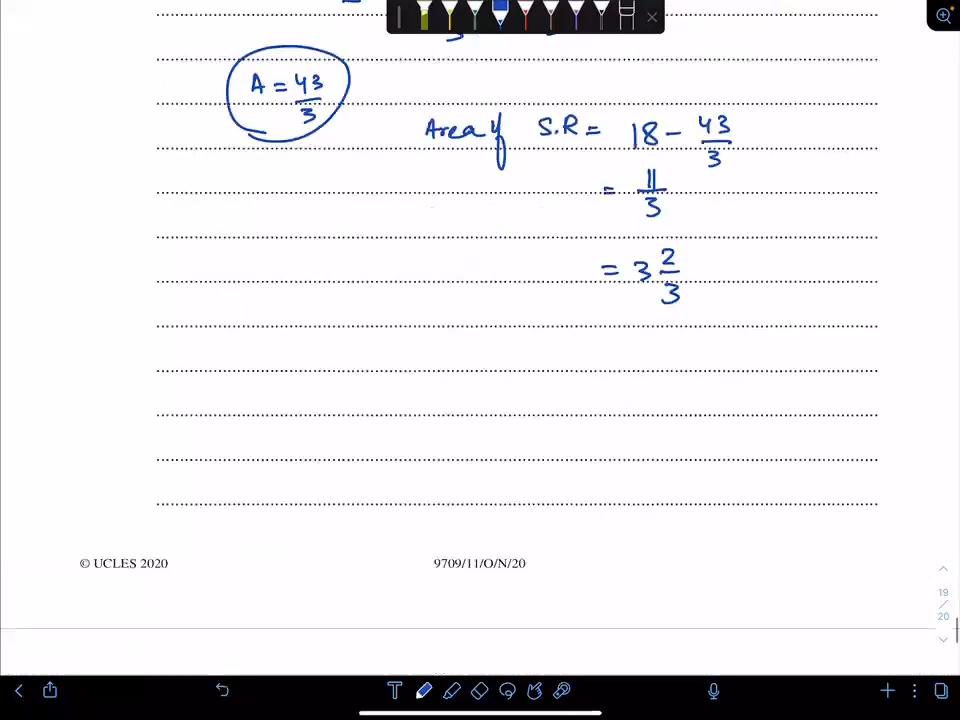 A = 43/3
Area of S.R = 18 - 43/3
= 11/3
= 3 2/3
© UCLES 2020
9709/11/O/N/20
19
/
20